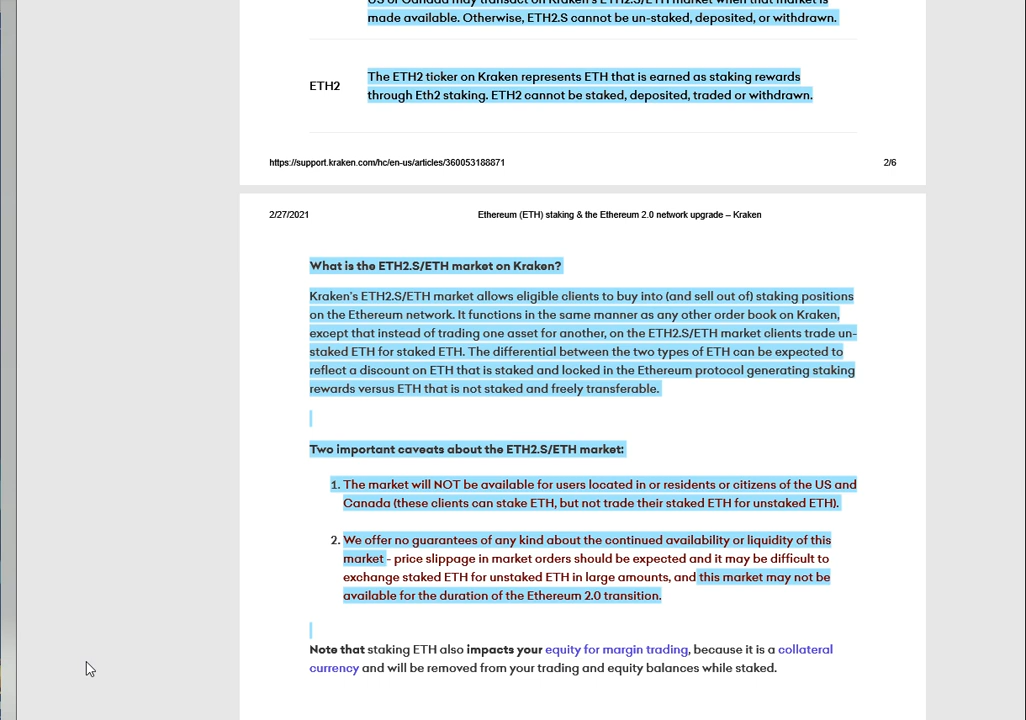 US or Canada may transact on Kraken's ETH2.S/ETH market when that market is
made available. Otherwise, ETH2.S cannot be un-staked, deposited, or withdrawn.
ETH2
The ETH2 ticker on Kraken represents ETH that is earned as staking rewards
through Eth2 staking. ETH2 cannot be staked, deposited, traded or withdrawn.
https://support.kraken.com/hc/en-us/articles/360053188871
2/6
2/27/2021
Ethereum (ETH) staking & the Ethereum 2.0 network upgrade – Kraken
What is the ETH2.S/ETH market on Kraken?
Kraken's ETH2.S/ETH market allows eligible clients to buy into (and sell out of) staking positions
on the Ethereum network. It functions in the same manner as any other order book on Kraken,
except that instead of trading one asset for another, on the ETH2.S/ETH market clients trade un-
staked ETH for staked ETH. The differential between the two types of ETH can be expected to
reflect a discount on ETH that is staked and locked in the Ethereum protocol generating staking
rewards versus ETH that is not staked and freely transferable.
Two important caveats about the ETH2.S/ETH market:
1. The market will NOT be available for users located in or residents or citizens of the US and
Canada (these clients can stake ETH, but not trade their staked ETH for unstaked ETH).
2. We offer no guarantees of any kind about the continued availability or liquidity of this
market - price slippage in market orders should be expected and it may be difficult to
exchange staked ETH for unstaked ETH in large amounts, and this market may not be
available for the duration of the Ethereum 2.0 transition.
Note that staking ETH also impacts your equity for margin trading, because it is a collateral
currency and will be removed from your trading and equity balances while staked.